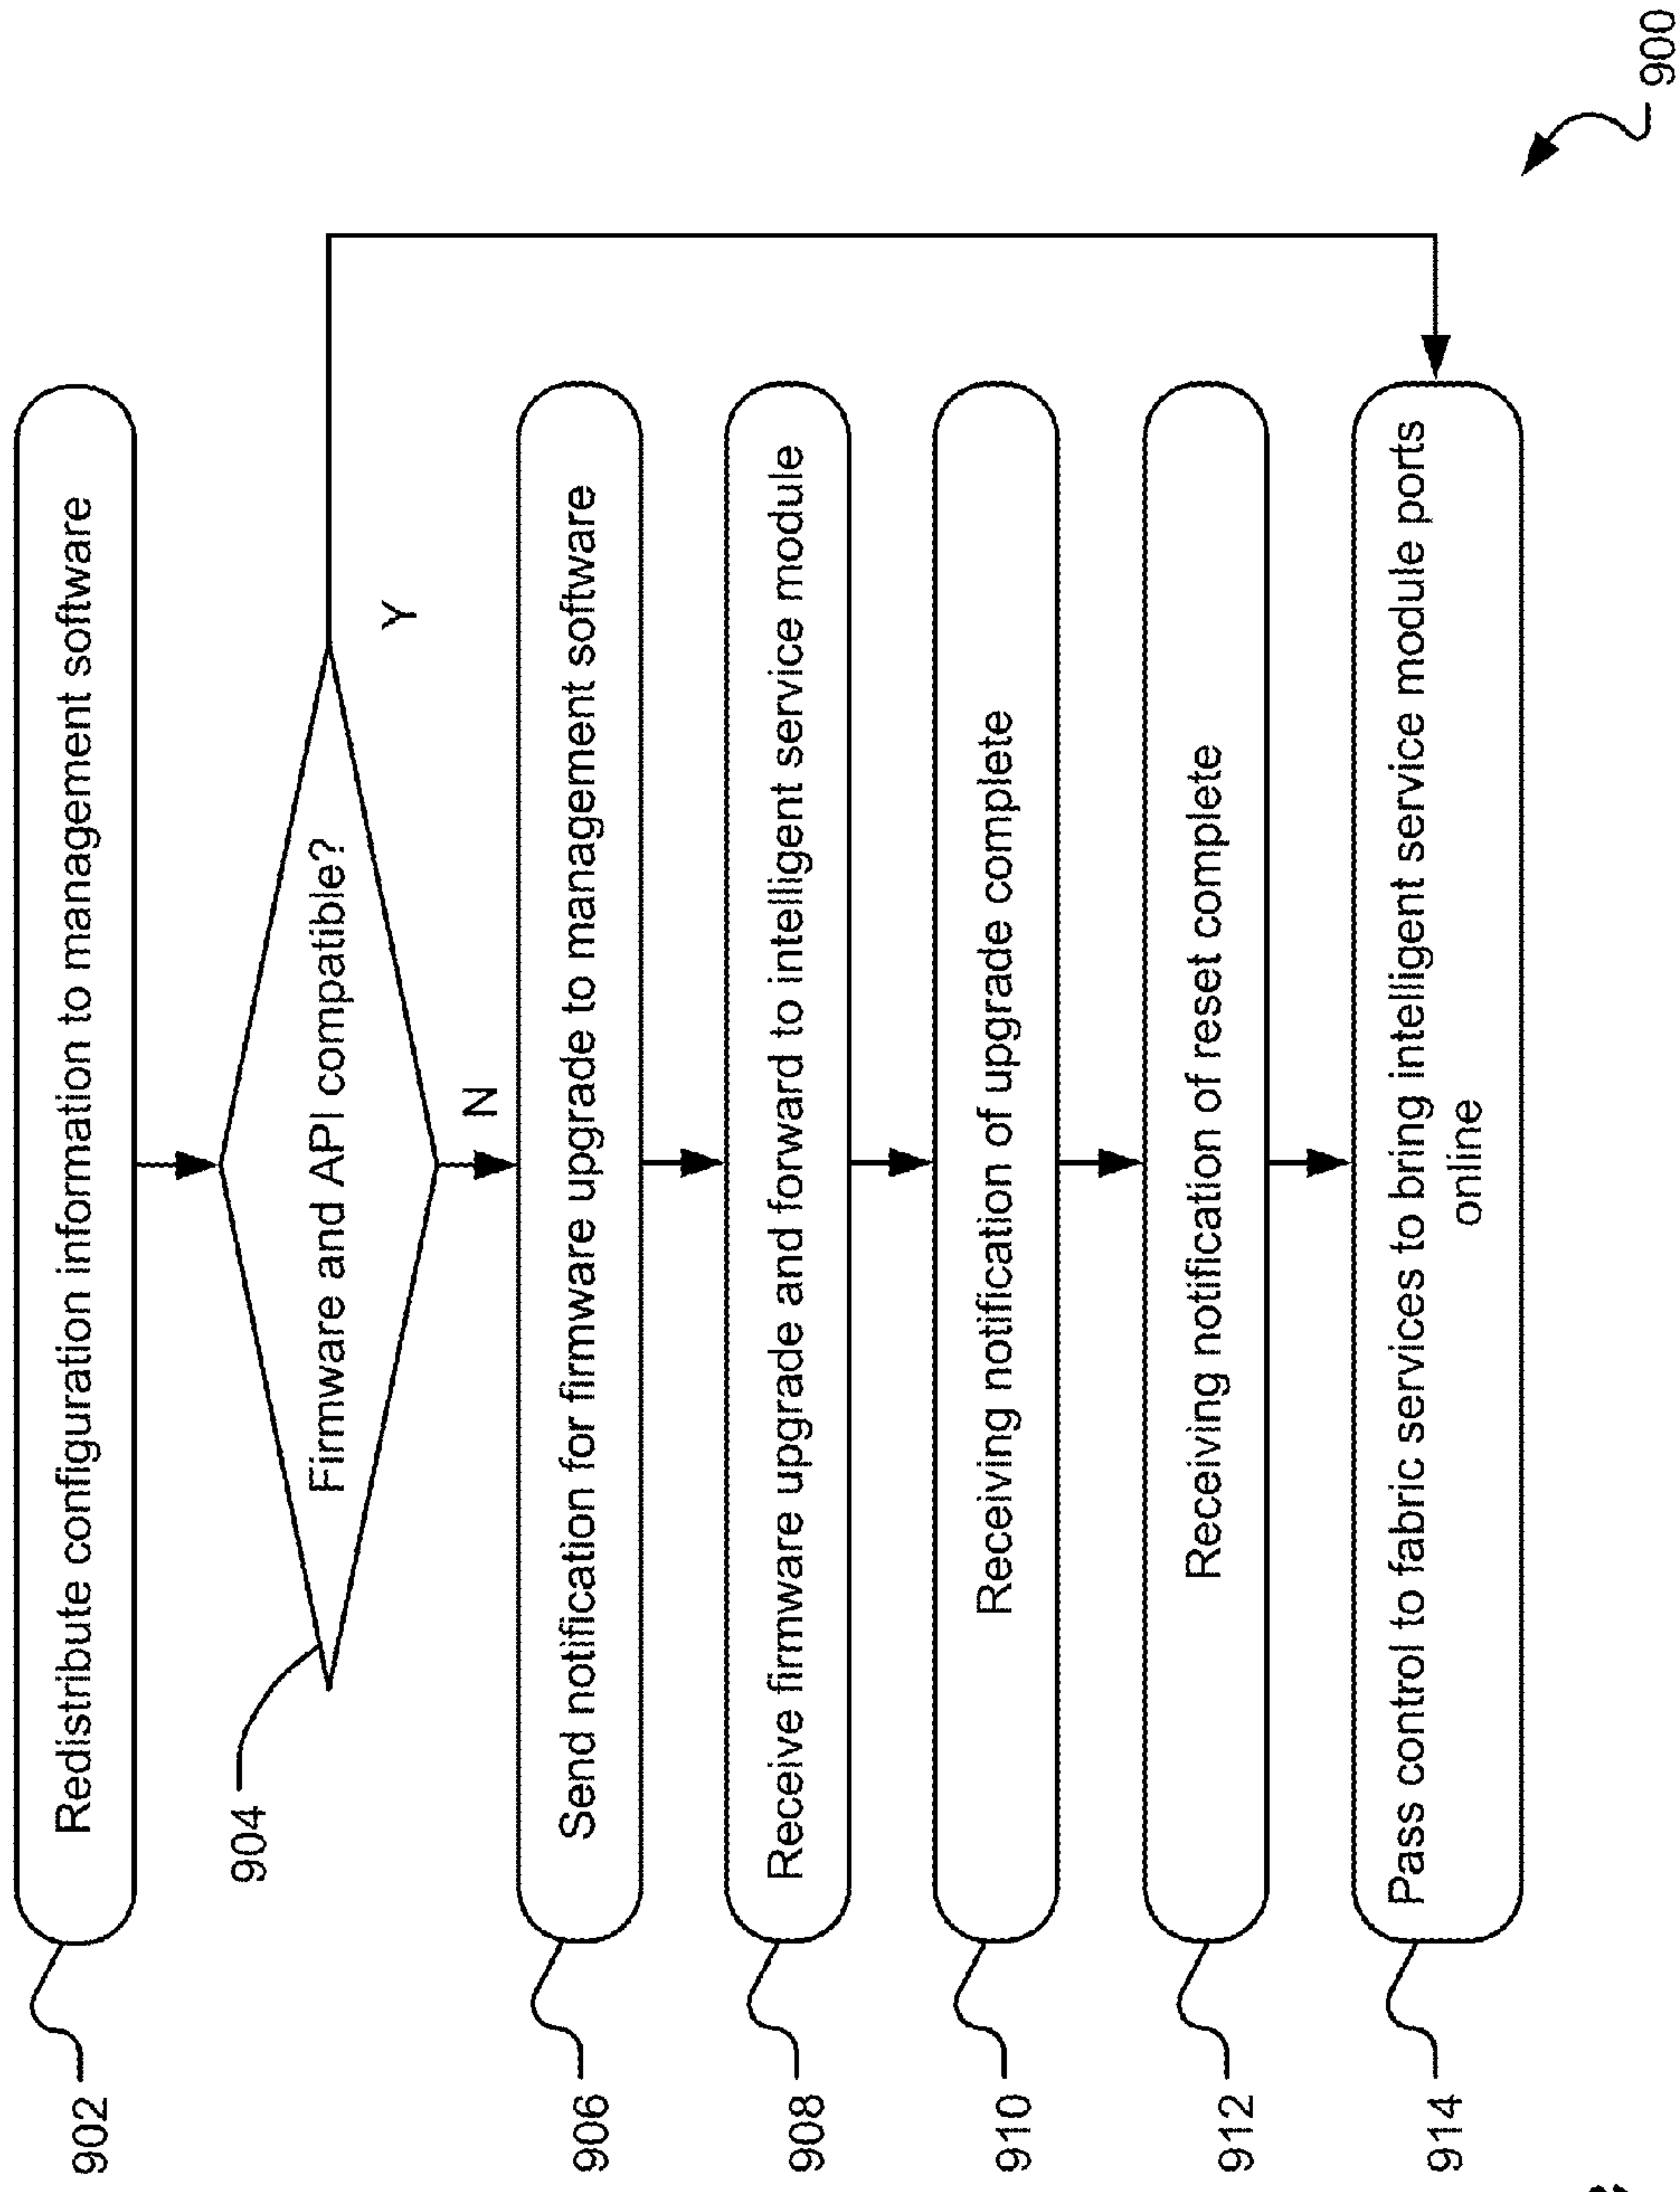 902
Redistribute configuration information to management software
904
Firmware and API compatible?
Y
N
906
Send notification for firmware upgrade to management software
908
Receive firmware upgrade and forward to intelligent service module
910
Receiving notification of upgrade complete
912
Receiving notification of reset complete
914
Pass control to fabric services to bring intelligent service module ports
online
900